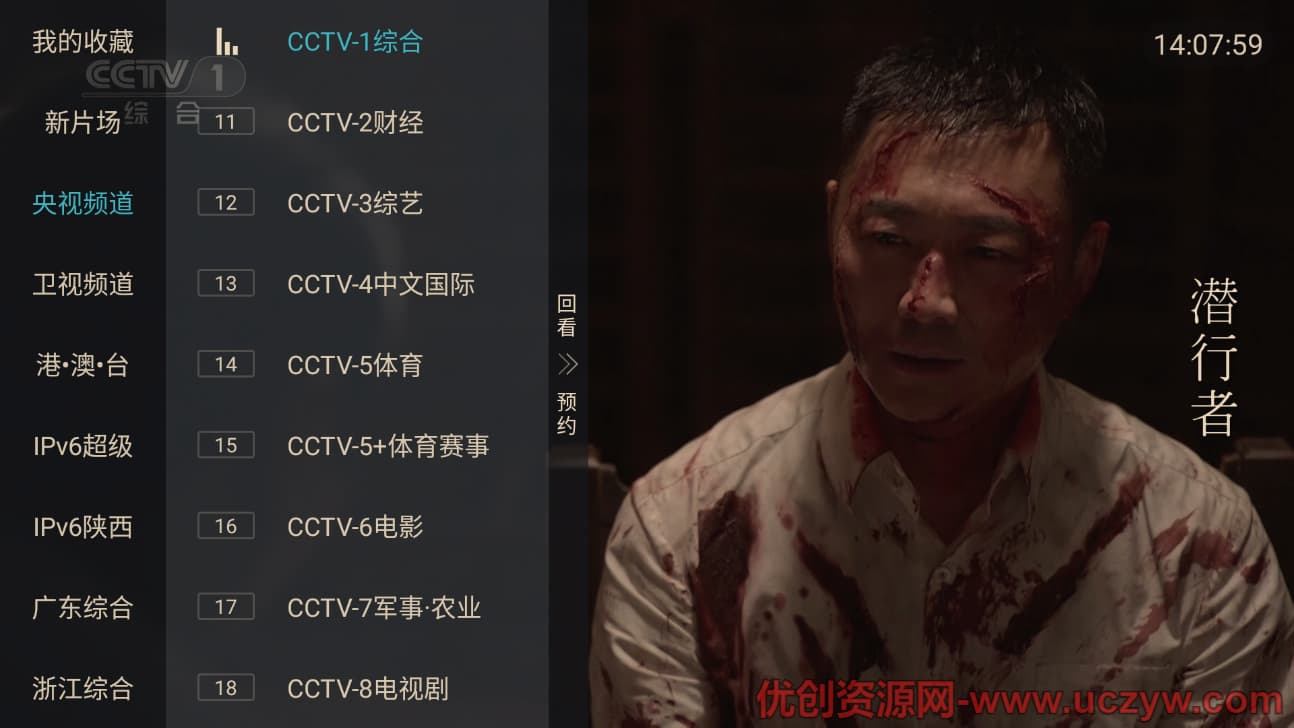 我的收藏
新片场
央视频道
卫视频道
港•澳•台
IPv6超级
IPv6陕西
广东综合
浙江综合
CCTV 1
综 合
CCTV-1综合
11 CCTV-2财经
12 CCTV-3综艺
13 CCTV-4中文国际
14 CCTV-5体育
15 CCTV-5+体育赛事
16 CCTV-6电影
17 CCTV-7军事·农业
18 CCTV-8电视剧
回看
预约
14:07:59
潜行者
优创资源网-www.uczyw.com